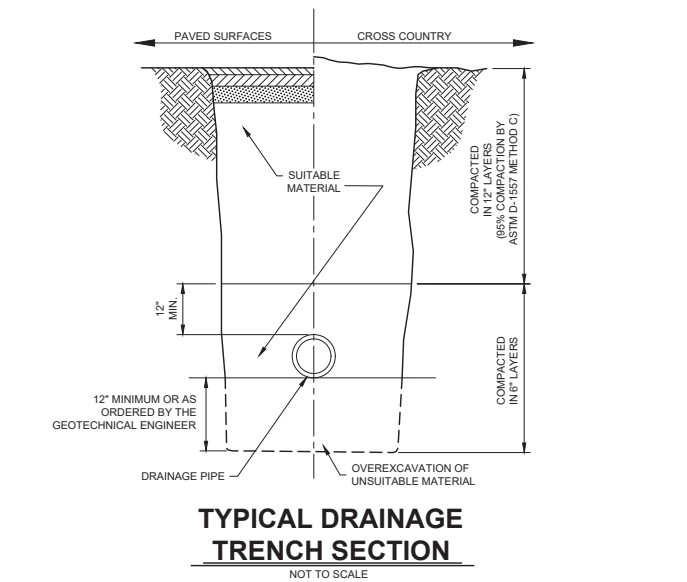 PAVED SURFACES
CROSS COUNTRY
SUITABLE
MATERIAL
COMPACTED
IN 12" LAYERS
(95% COMPACTION BY
ASTM D-1557 METHOD C)
12"
MIN.
COMPACTED
IN 6" LAYERS
12" MINIMUM OR AS
ORDERED BY THE
GEOTECHNICAL ENGINEER
DRAINAGE PIPE
OVEREXCAVATION OF
UNSUITABLE MATERIAL
TYPICAL DRAINAGE
TRENCH SECTION
NOT TO SCALE